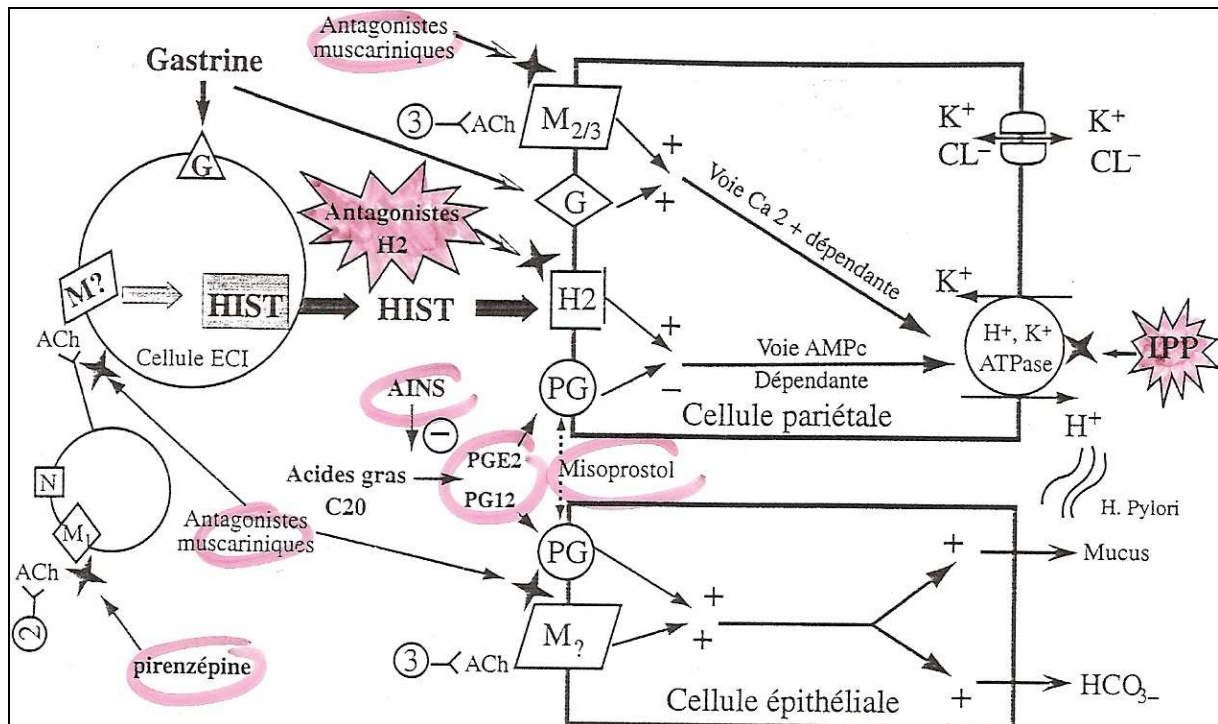 Antagonistes
muscariniques
Gastrine
3 ACh
M2/3
K+ K+
CL− CL−
G
G
+
+
Voie Ca 2 + dépendante
Antagonistes
H2
M?
HIST
HIST
H2
K+
H+, K+
ATPase
IPP
ACh
Cellule ECI
+
−
Voie AMPc
Dépendante
AINS
PG
Cellule pariétale
H+
−
N
Acides gras
C20
PGE2
PG12
Misoprostol
H. Pylori
M1
Antagonistes
muscariniques
PG
+
Mucus
ACh
2
+
+
M?
pirenzépine
3 ACh
Cellule épithéliale
+
HCO3−